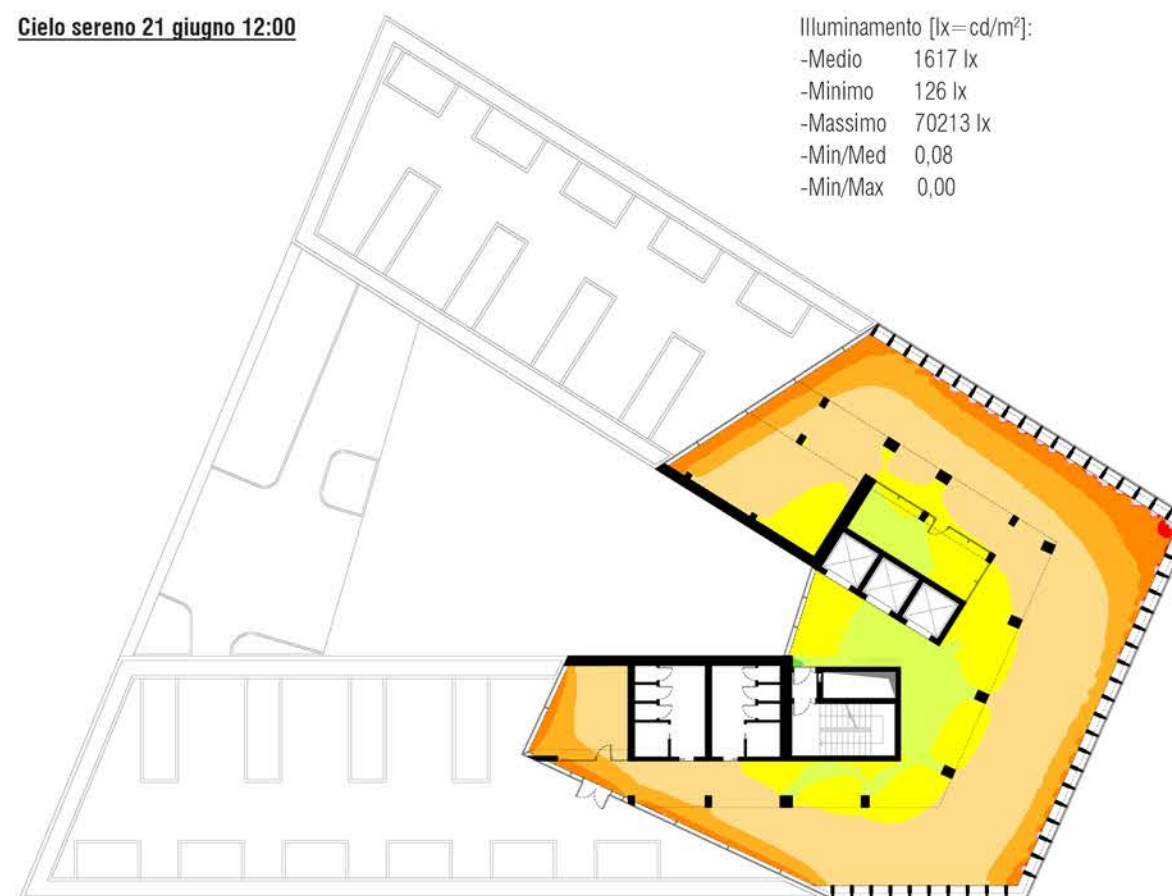 Cielo sereno 21 giugno 12:00
Illuminamento [lx=cd/m²]:
-Medio 1617 lx
-Minimo 126 lx
-Massimo 70213 lx
-Min/Med 0,08
-Min/Max 0,00